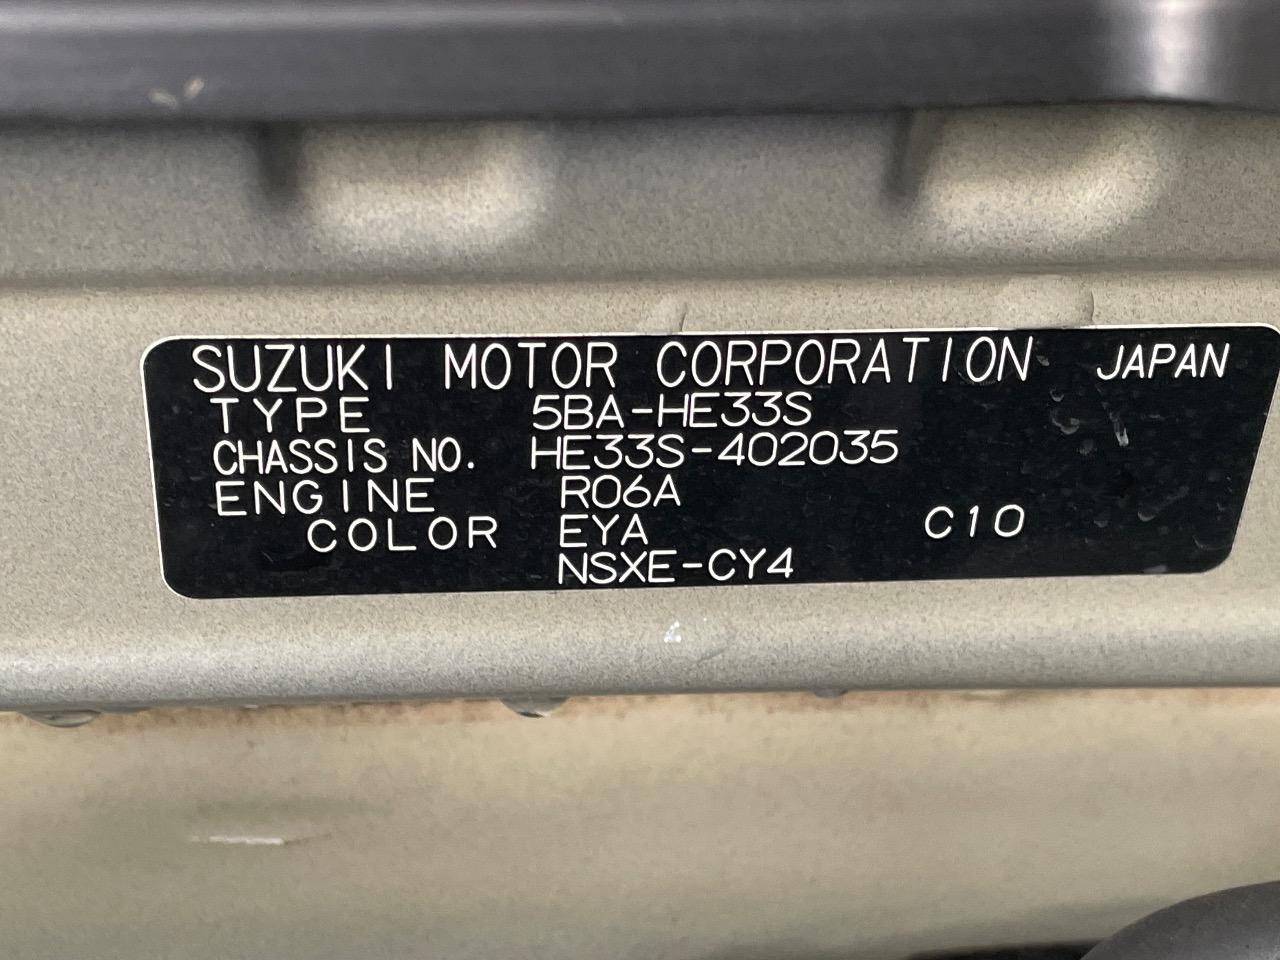 SUZUKI MOTOR CORPORATION JAPAN
TYPE 5BA-HE33S
CHASSIS NO. HE33S-402035
ENGINE R06A
COLOR EYA C10
NSXE-CY4